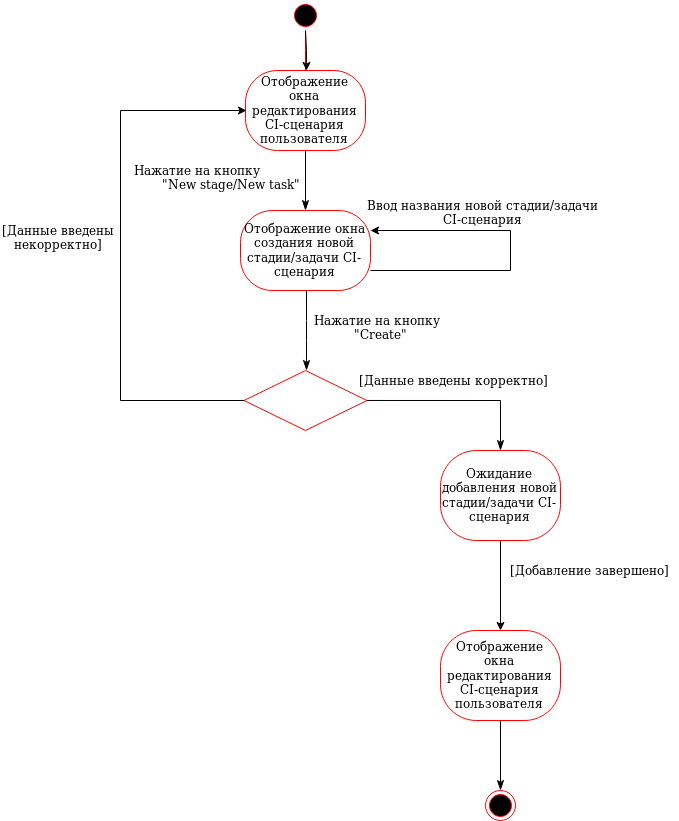 Отображение
окна
редактирования
CI-сценария
пользователя
Нажатие на кнопку
"New stage/New task"
Ввод названия новой стадии/задачи
CI-сценария
[Данные введены
некорректно]
Отображение окна
создания новой
стадии/задачи CI-
сценария
Нажатие на кнопку
"Create"
[Данные введены корректно]
Ожидание
добавления новой
стадии/задачи CI-
сценария
[Добавление завершено]
Отображение
окна
редактирования
CI-сценария
пользователя